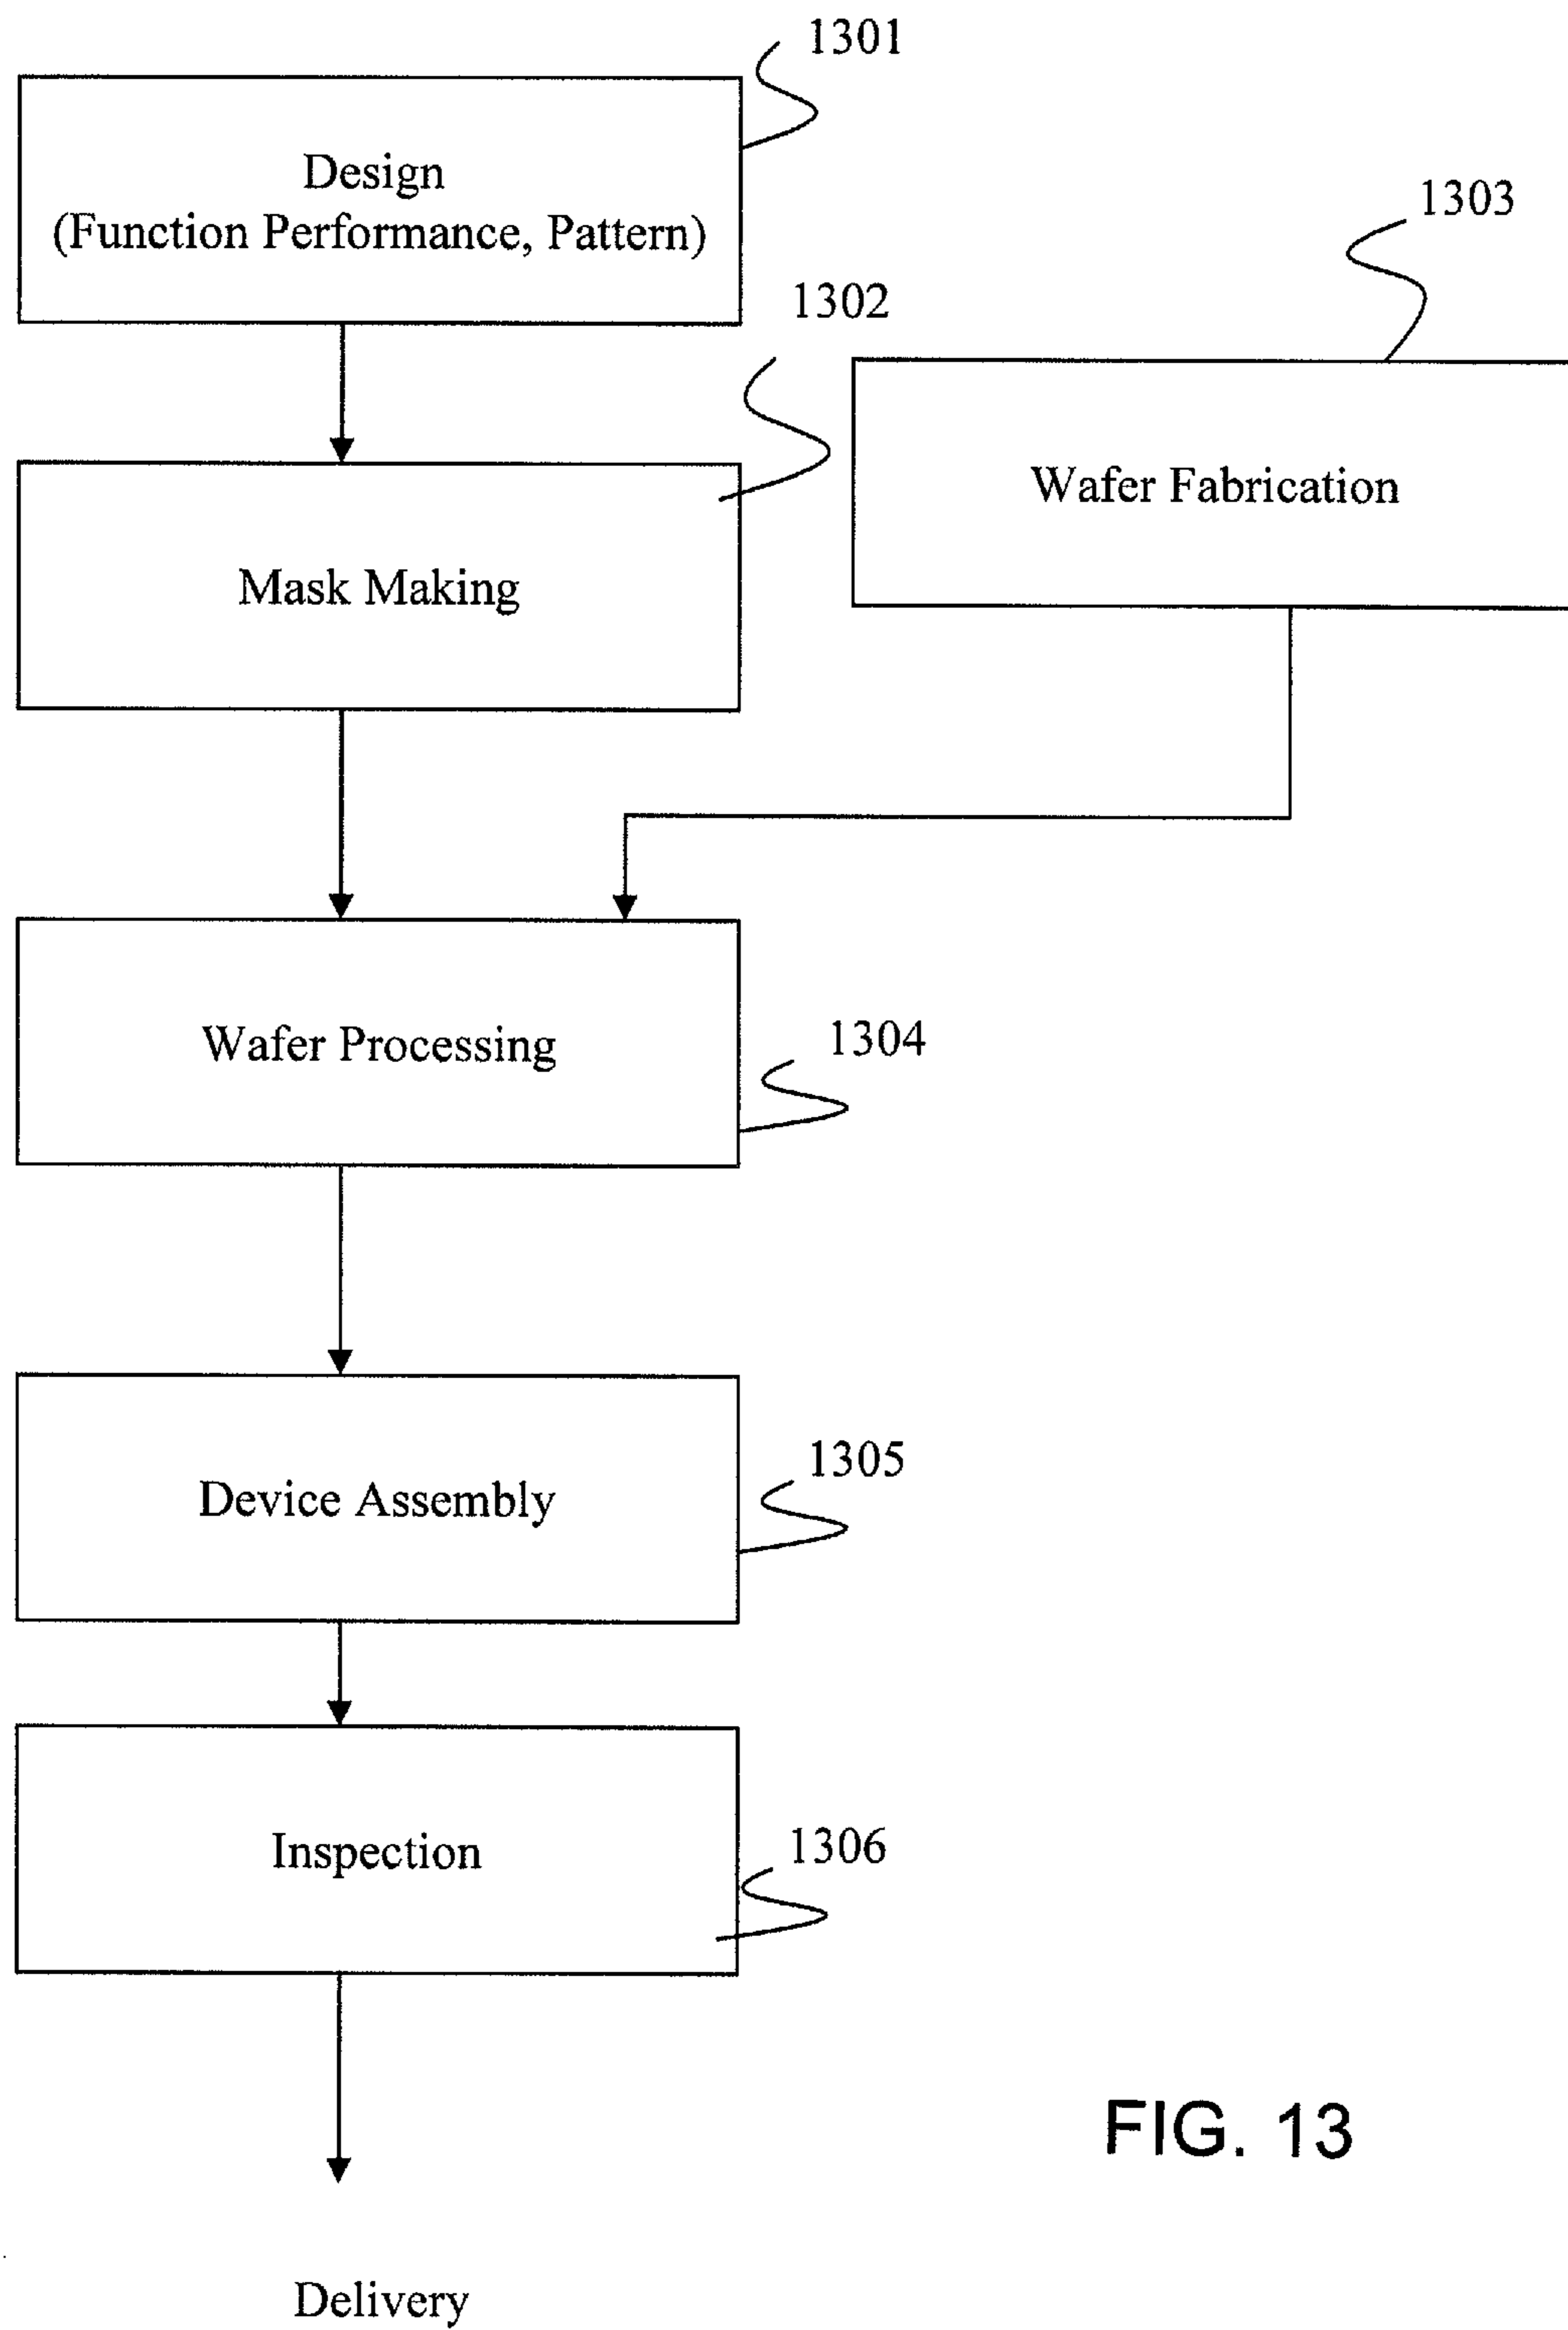 1301
Design
(Function Performance, Pattern)
1303
1302
Wafer Fabrication
Mask Making
Wafer Processing
1304
Device Assembly
1305
Inspection
1306
FIG. 13
Delivery